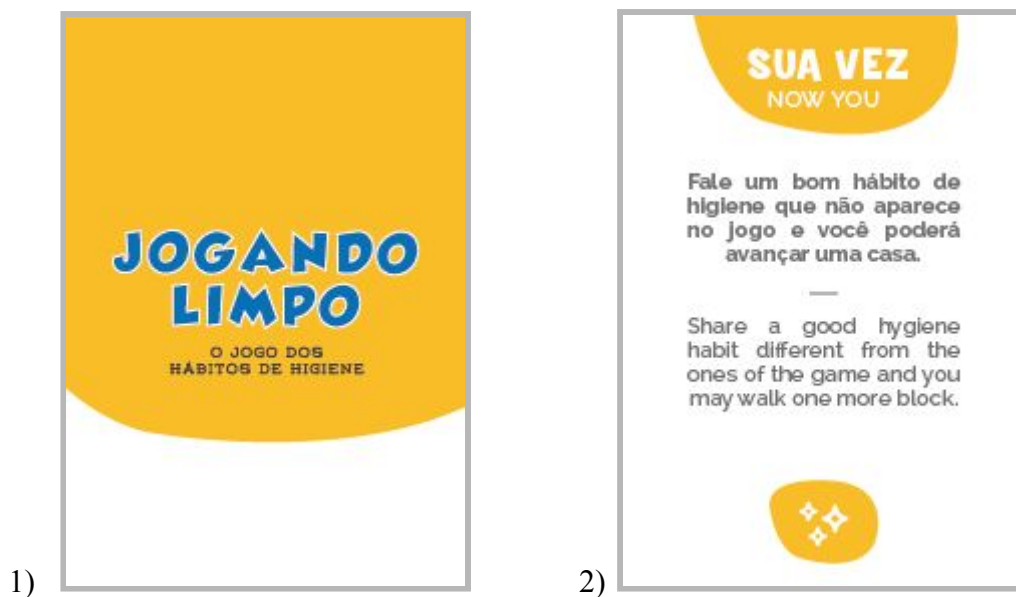 JOGANDO
LIMPO
O JOGO DOS
HÁBITOS DE HIGIENE
1)
SUA VEZ
NOW YOU
Fale um bom hábito de
higiene que não aparece
no jogo e você poderá
avançar uma casa.
Share a good hygiene
habit different from the
ones of the game and you
may walk one more block.
2)